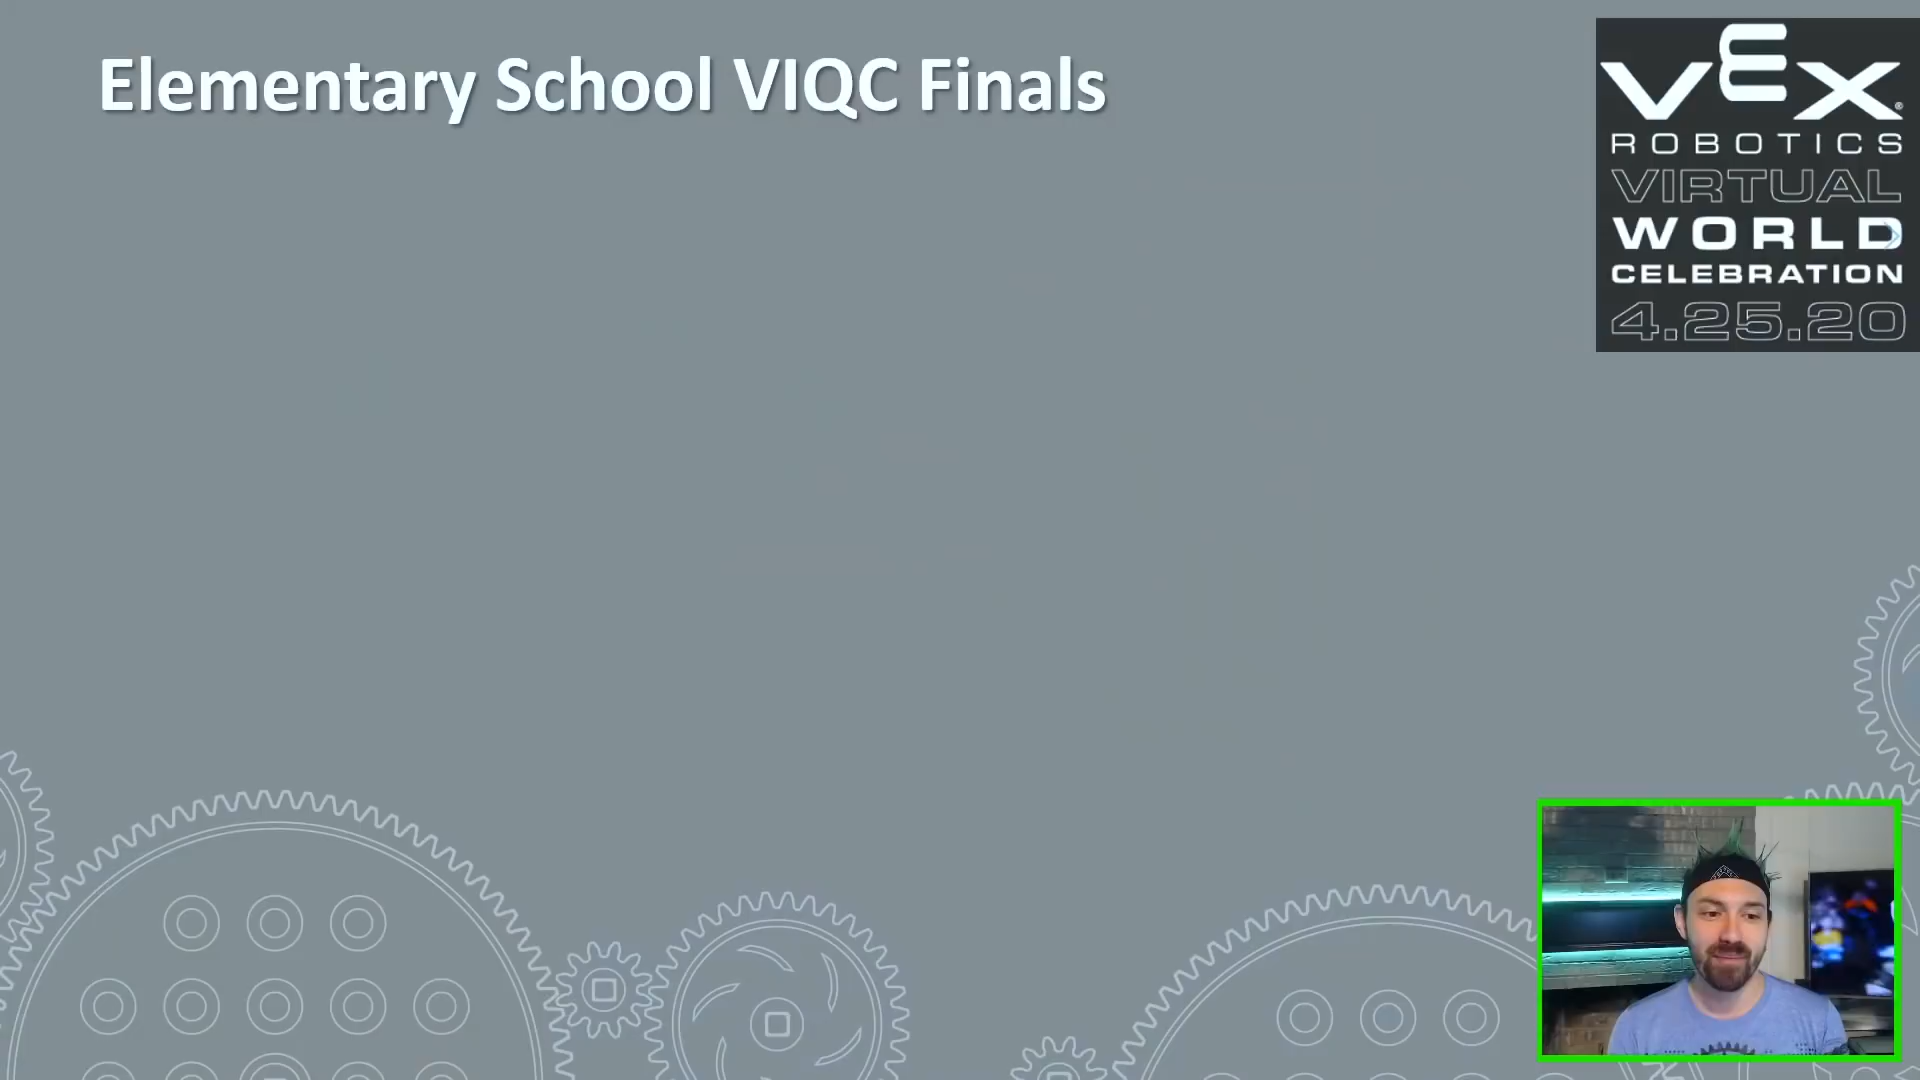 Elementary School VIQC Finals
VEX®
ROBOTICS
VIRTUAL
WORLD
CELEBRATION
4.25.20